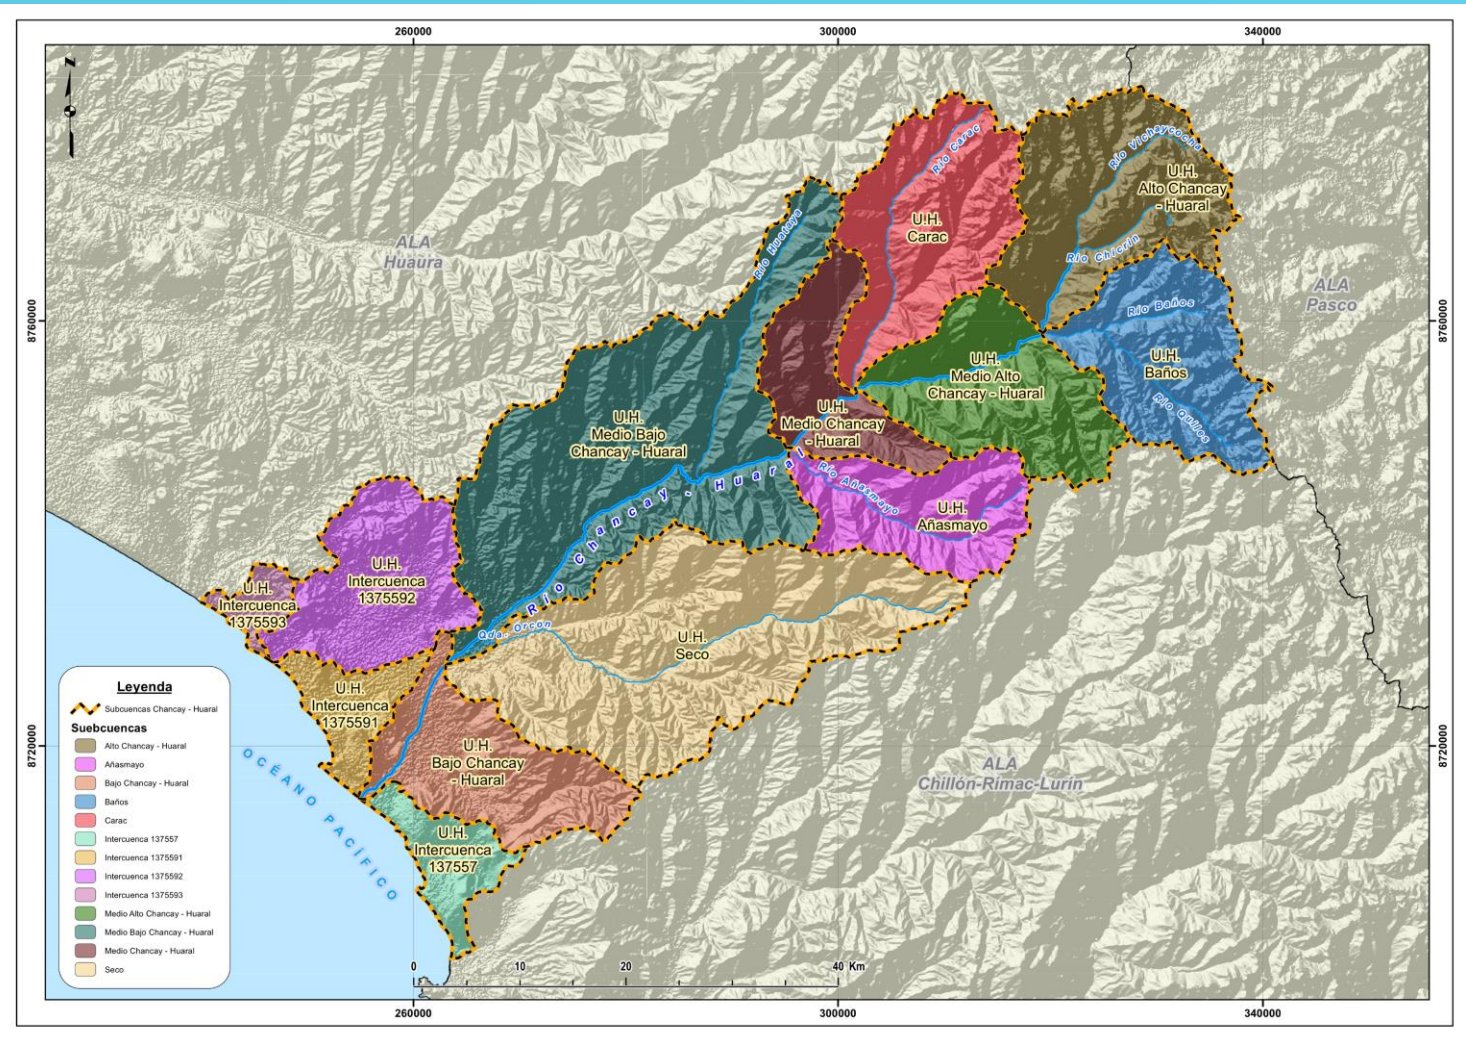 260000
300000
340000
N
Río Carac
Río Vichaycocha
U.H.
Alto Chancay
- Huaral
U.H.
Carac
Río Huataya
Río Chicrín
ALA
Huaura
ALA
Pasco
8760000
8760000
Río Baños
U.H.
Baños
Río Quiles
U.H.
Medio Alto
Chancay - Huaral
U.H.
Medio Chancay
- Huaral
U.H.
Medio Bajo
Chancay - Huaral
Río Chancay - Huaral
Río Añasmayo
U.H.
Añasmayo
U.H.
Intercuenca
1375592
U.H.
Intercuenca
1375593
Qda. Orcon
U.H.
Seco
U.H.
Intercuenca
1375591
U.H.
Bajo Chancay
- Huaral
ALA
Chillón-Rímac-Lurín
8720000
8720000
OCÉANO PACÍFICO
U.H.
Intercuenca
137557
Leyenda
Subcuencas Chancay - Huaral
Suebcuencas
Alto Chancay - Huaral
Añasmayo
Bajo Chancay - Huaral
Baños
Carac
Intercuenca 137557
Intercuenca 1375591
Intercuenca 1375592
Intercuenca 1375593
Medio Alto Chancay - Huaral
Medio Bajo Chancay - Huaral
Medio Chancay - Huaral
Seco
0 10 20 40 Km
260000
300000
340000